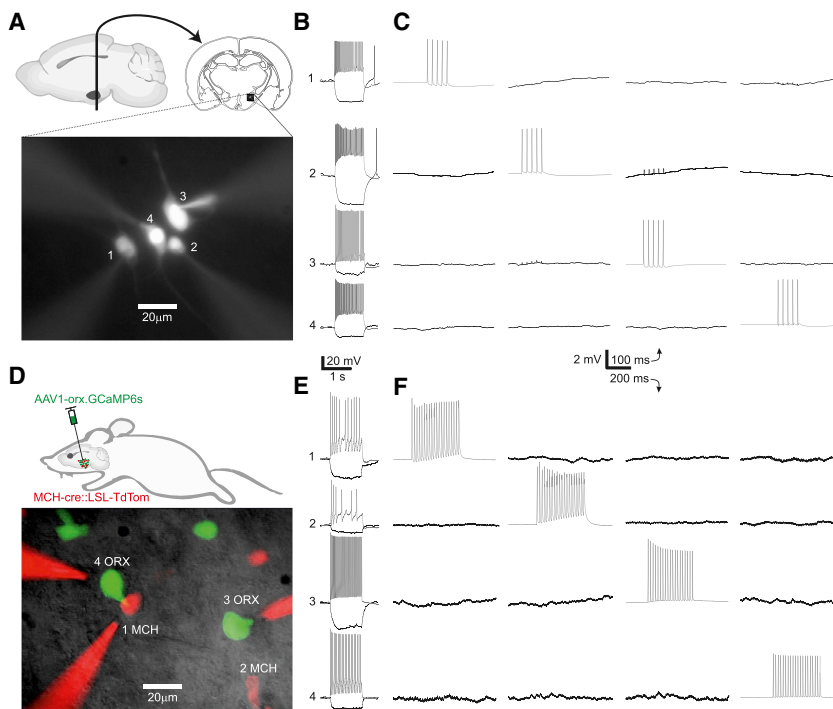 A
B
C
1
2
3
4
3
4
1
2
20μm
20 mV
1 s
2 mV
100 ms
200 ms
D
AAV1-orx.GCaMP6s
MCH-cre::LSL-TdTom
4 ORX
3 ORX
1 MCH
2 MCH
20μm
E
F
1
2
3
4